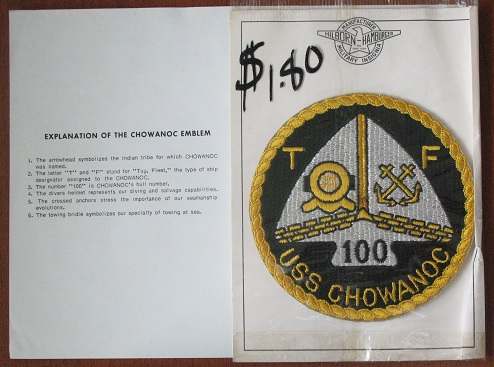 EXPLANATION OF THE CHOWANOC EMBLEM
1. The arrowhead symbolizes the indian tribe for which CHOWANOC
was named.
2. The letter "T" and "F" stand for "Tug, Fleet," the type of ship
designator assigned to the CHOWANOC.
3. The number "100" is CHOWANOC's hull number.
4. The divers helmet represents our diving and salvage capabilities.
5. The crossed anchors stress the importance of our seamanship
evolutions.
6. The towing bridle symbolizes our specialty of towing at sea.
MANUFACTURER
HILBORN-HAMBURGER
MILITARY INSIGNIA
$1.80
T F
100
USS CHOWANOC